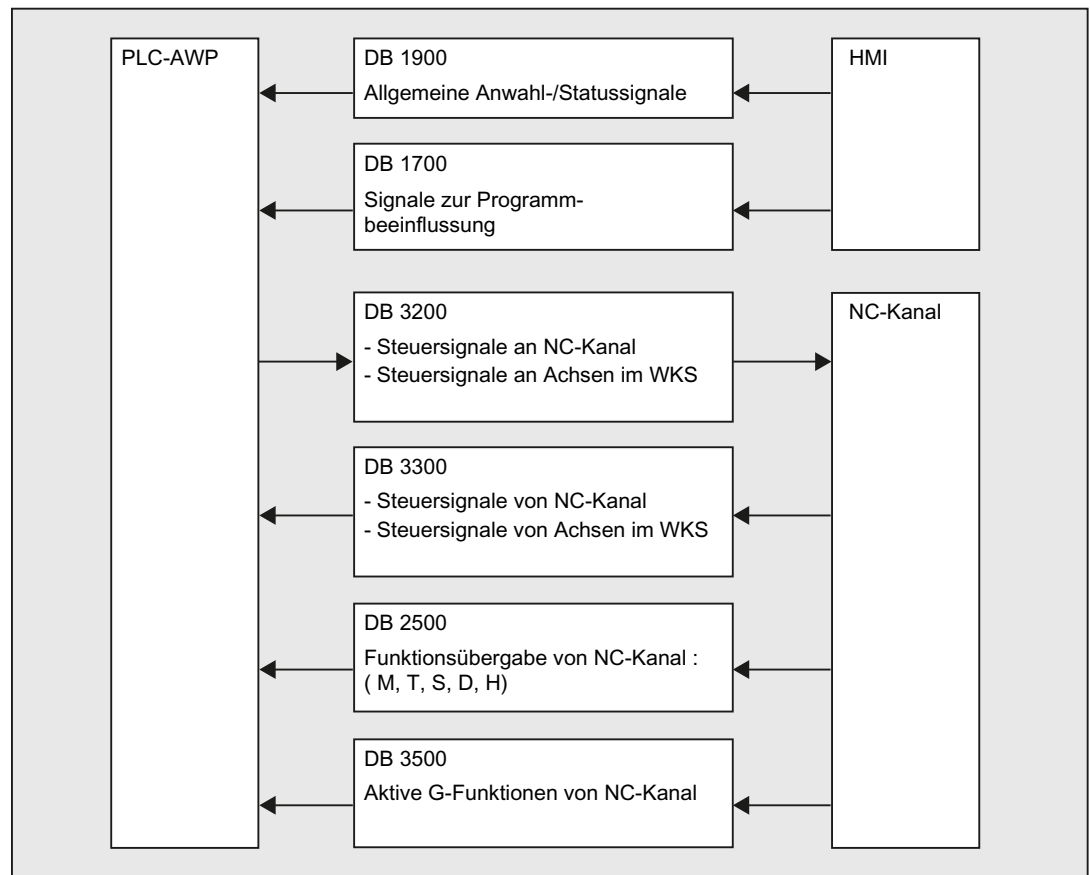 PLC-AWP
DB 1900
Allgemeine Anwahl-/Statussignale
HMI
DB 1700
Signale zur Programm-
beeinflussung
DB 3200
- Steuersignale an NC-Kanal
- Steuersignale an Achsen im WKS
NC-Kanal
DB 3300
- Steuersignale von NC-Kanal
- Steuersignale von Achsen im WKS
DB 2500
Funktionsübergabe von NC-Kanal :
( M, T, S, D, H)
DB 3500
Aktive G-Funktionen von NC-Kanal